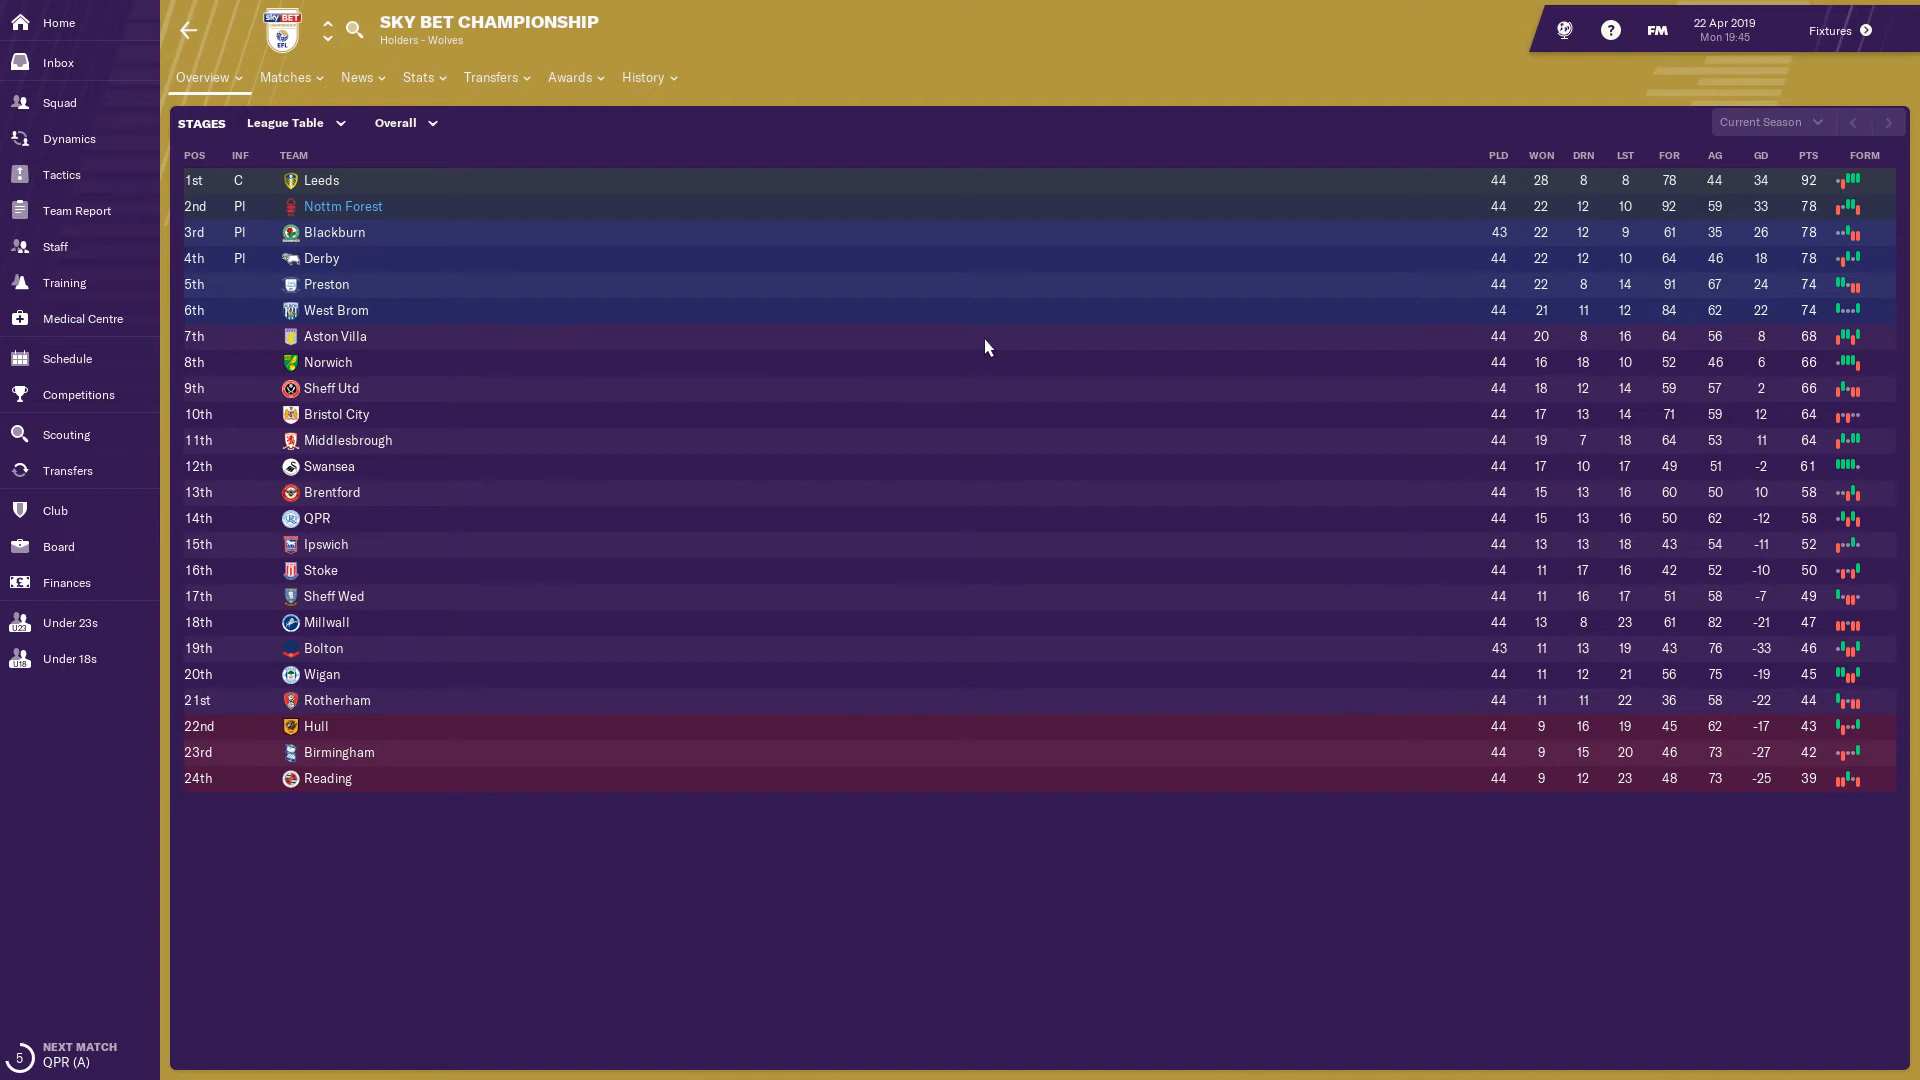 Home
Inbox
Squad
Dynamics
Tactics
Team Report
Staff
Training
Medical Centre
Schedule
Competitions
Scouting
Transfers
Club
Board
Finances
U23 Under 23s
U18 Under 18s
5 NEXT MATCH
QPR (A)
sky BET
CHAMPIONSHIP
EFL
SKY BET CHAMPIONSHIP
Holders - Wolves
? FM 22 Apr 2019
Mon 19:45
Fixtures
Overview Matches News Stats Transfers Awards History
STAGES League Table Overall Current Season
POS INF TEAM PLD WON DRN LST FOR AG GD PTS FORM
1st C Leeds 44 28 8 8 78 44 34 92
2nd Pl Nottm Forest 44 22 12 10 92 59 33 78
3rd Pl Blackburn 43 22 12 9 61 35 26 78
4th Pl Derby 44 22 12 10 64 46 18 78
5th Preston 44 22 8 14 91 67 24 74
6th West Brom 44 21 11 12 84 62 22 74
7th Aston Villa 44 20 8 16 64 56 8 68
8th Norwich 44 16 18 10 52 46 6 66
9th Sheff Utd 44 18 12 14 59 57 2 66
10th Bristol City 44 17 13 14 71 59 12 64
11th Middlesbrough 44 19 7 18 64 53 11 64
12th Swansea 44 17 10 17 49 51 -2 61
13th Brentford 44 15 13 16 60 50 10 58
14th QPR 44 15 13 16 50 62 -12 58
15th Ipswich 44 13 13 18 43 54 -11 52
16th Stoke 44 11 17 16 42 52 -10 50
17th Sheff Wed 44 11 16 17 51 58 -7 49
18th Millwall 44 13 8 23 61 82 -21 47
19th Bolton 43 11 13 19 43 76 -33 46
20th Wigan 44 11 12 21 56 75 -19 45
21st Rotherham 44 11 11 22 36 58 -22 44
22nd Hull 44 9 16 19 45 62 -17 43
23rd Birmingham 44 9 15 20 46 73 -27 42
24th Reading 44 9 12 23 48 73 -25 39